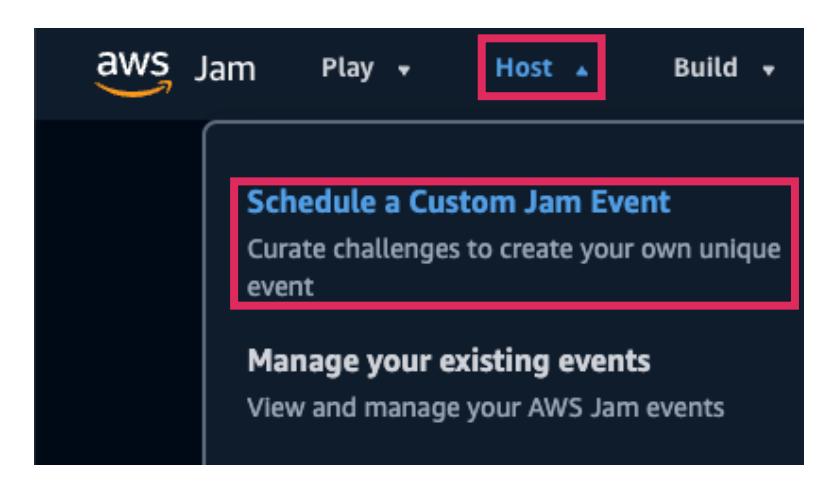 aws Jam Play Host Build
Schedule a Custom Jam Event
Curate challenges to create your own unique
event
Manage your existing events
View and manage your AWS Jam events